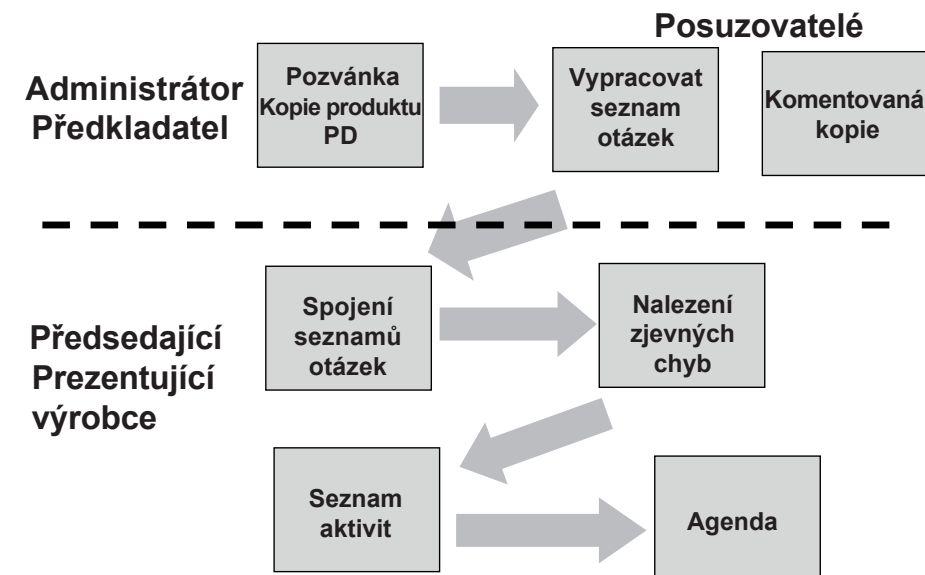 Posuzovatelé
Administrátor
Předkladatel
Pozvánka
Kopie produktu
PD
Vypracovat
seznam
otázek
Komentovaná
kopie
Předsedající
Prezentující
výrobce
Spojení
seznamů
otázek
Nalezení
zjevných
chyb
Seznam
aktivit
Agenda